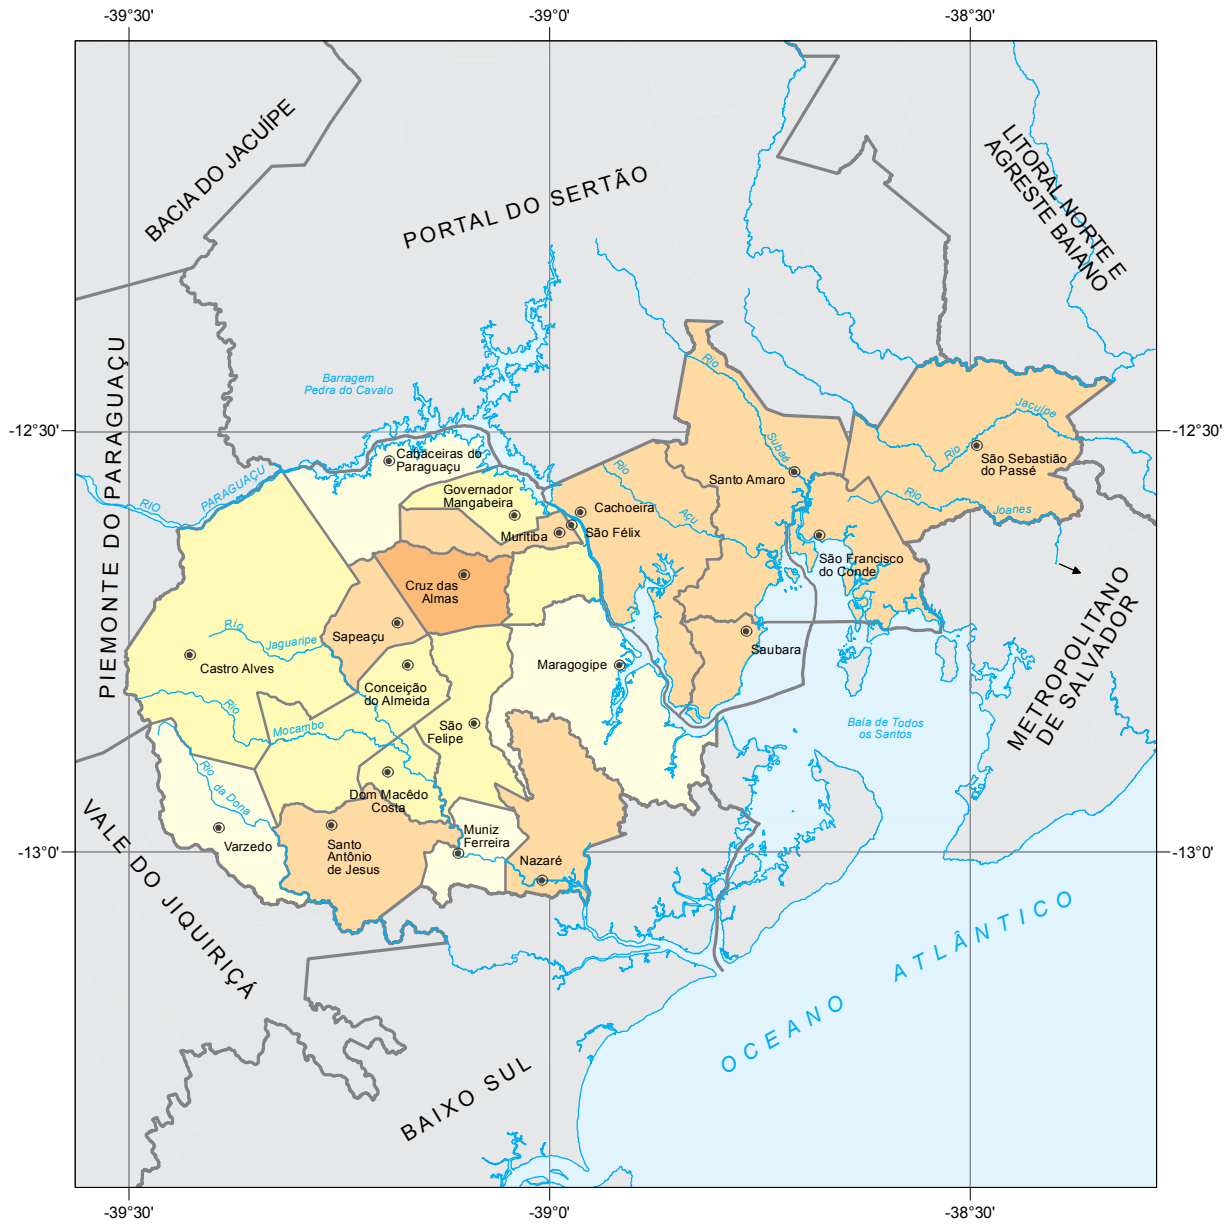 -39°30'
-39°0'
-38°30'
BACIA DO JACUÍPE
PORTAL DO SERTÃO
LITORAL NORTE E
AGRESTE BAIANO
PIEMONTE DO PARAGUAÇU
Barragem
Pedra do Cavalo
Rio
Jacuípe
-12°30'
-12°30'
Subaé
Rio
São Sebastião
do Passé
Cabaceiras do
Paraguaçu
RIO
PARAGUAÇU
Rio
Santo Amaro
Governador
Mangabeira
Rio
Joanes
Cachoeira
Açu
Muritiba
São Félix
São Francisco
do Conde
Cruz das
Almas
Rio
Jaguaripe
Sapeaçu
Saubara
Castro Alves
Maragogipe
METROPOLITANO
DE SALVADOR
Conceição
do Almeida
Rio
Mocambo
São
Felipe
Baía de Todos
os Santos
Rio
da Dona
Dom Macêdo
Costa
VALE DO JIQUIRIÇÁ
Varzedo
Santo
Antônio
de Jesus
Muniz
Ferreira
Nazaré
-13°0'
-13°0'
OCEANO ATLÂNTICO
BAIXO SUL
-39°30'
-39°0'
-38°30'